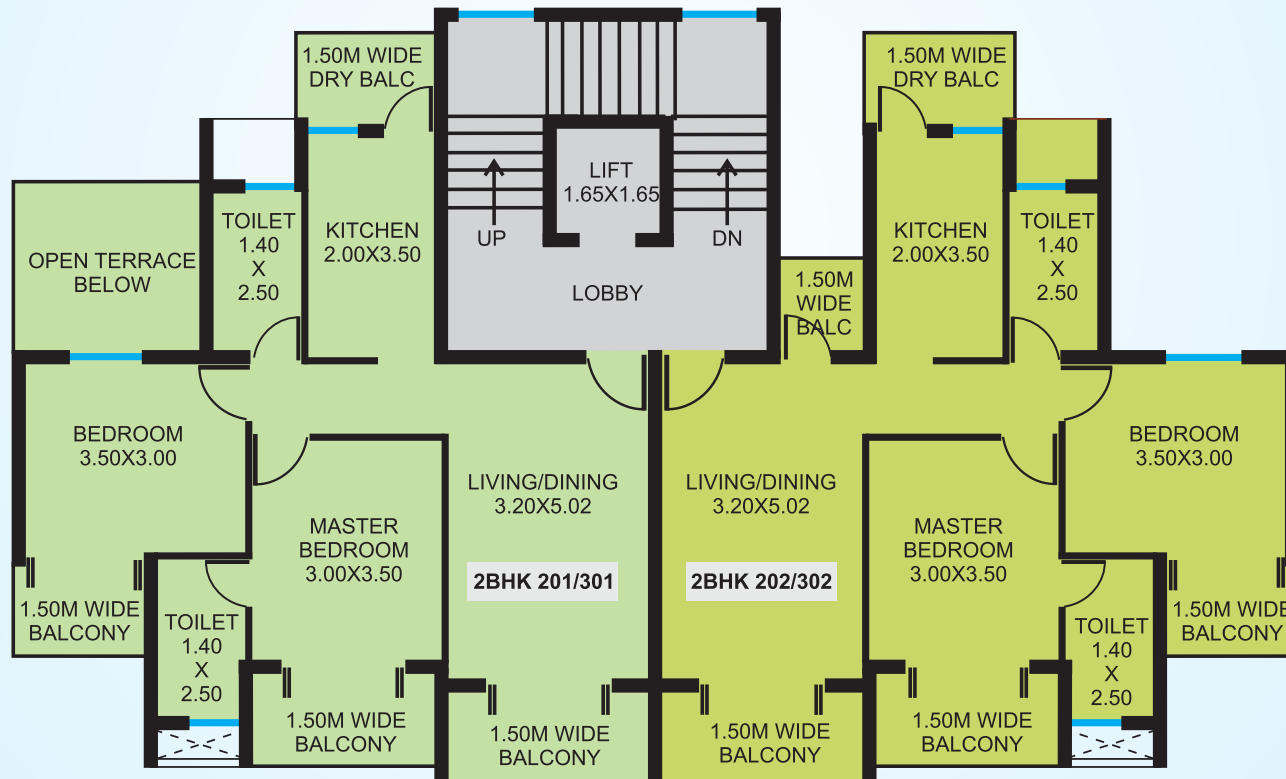 1.50M WIDE
DRY BALC
1.50M WIDE
DRY BALC
LIFT
1.65X1.65
TOILET
1.40
X
2.50
KITCHEN
2.00X3.50
UP
DN
KITCHEN
2.00X3.50
TOILET
1.40
X
2.50
OPEN TERRACE
BELOW
LOBBY
1.50M
WIDE
BALC
BEDROOM
3.50X3.00
BEDROOM
3.50X3.00
LIVING/DINING
3.20X5.02
LIVING/DINING
3.20X5.02
MASTER
BEDROOM
3.00X3.50
MASTER
BEDROOM
3.00X3.50
2BHK 201/301
2BHK 202/302
1.50M WIDE
BALCONY
TOILET
1.40
X
2.50
TOILET
1.40
X
2.50
1.50M WIDE
BALCONY
1.50M WIDE
BALCONY
1.50M WIDE
BALCONY
1.50M WIDE
BALCONY
1.50M WIDE
BALCONY